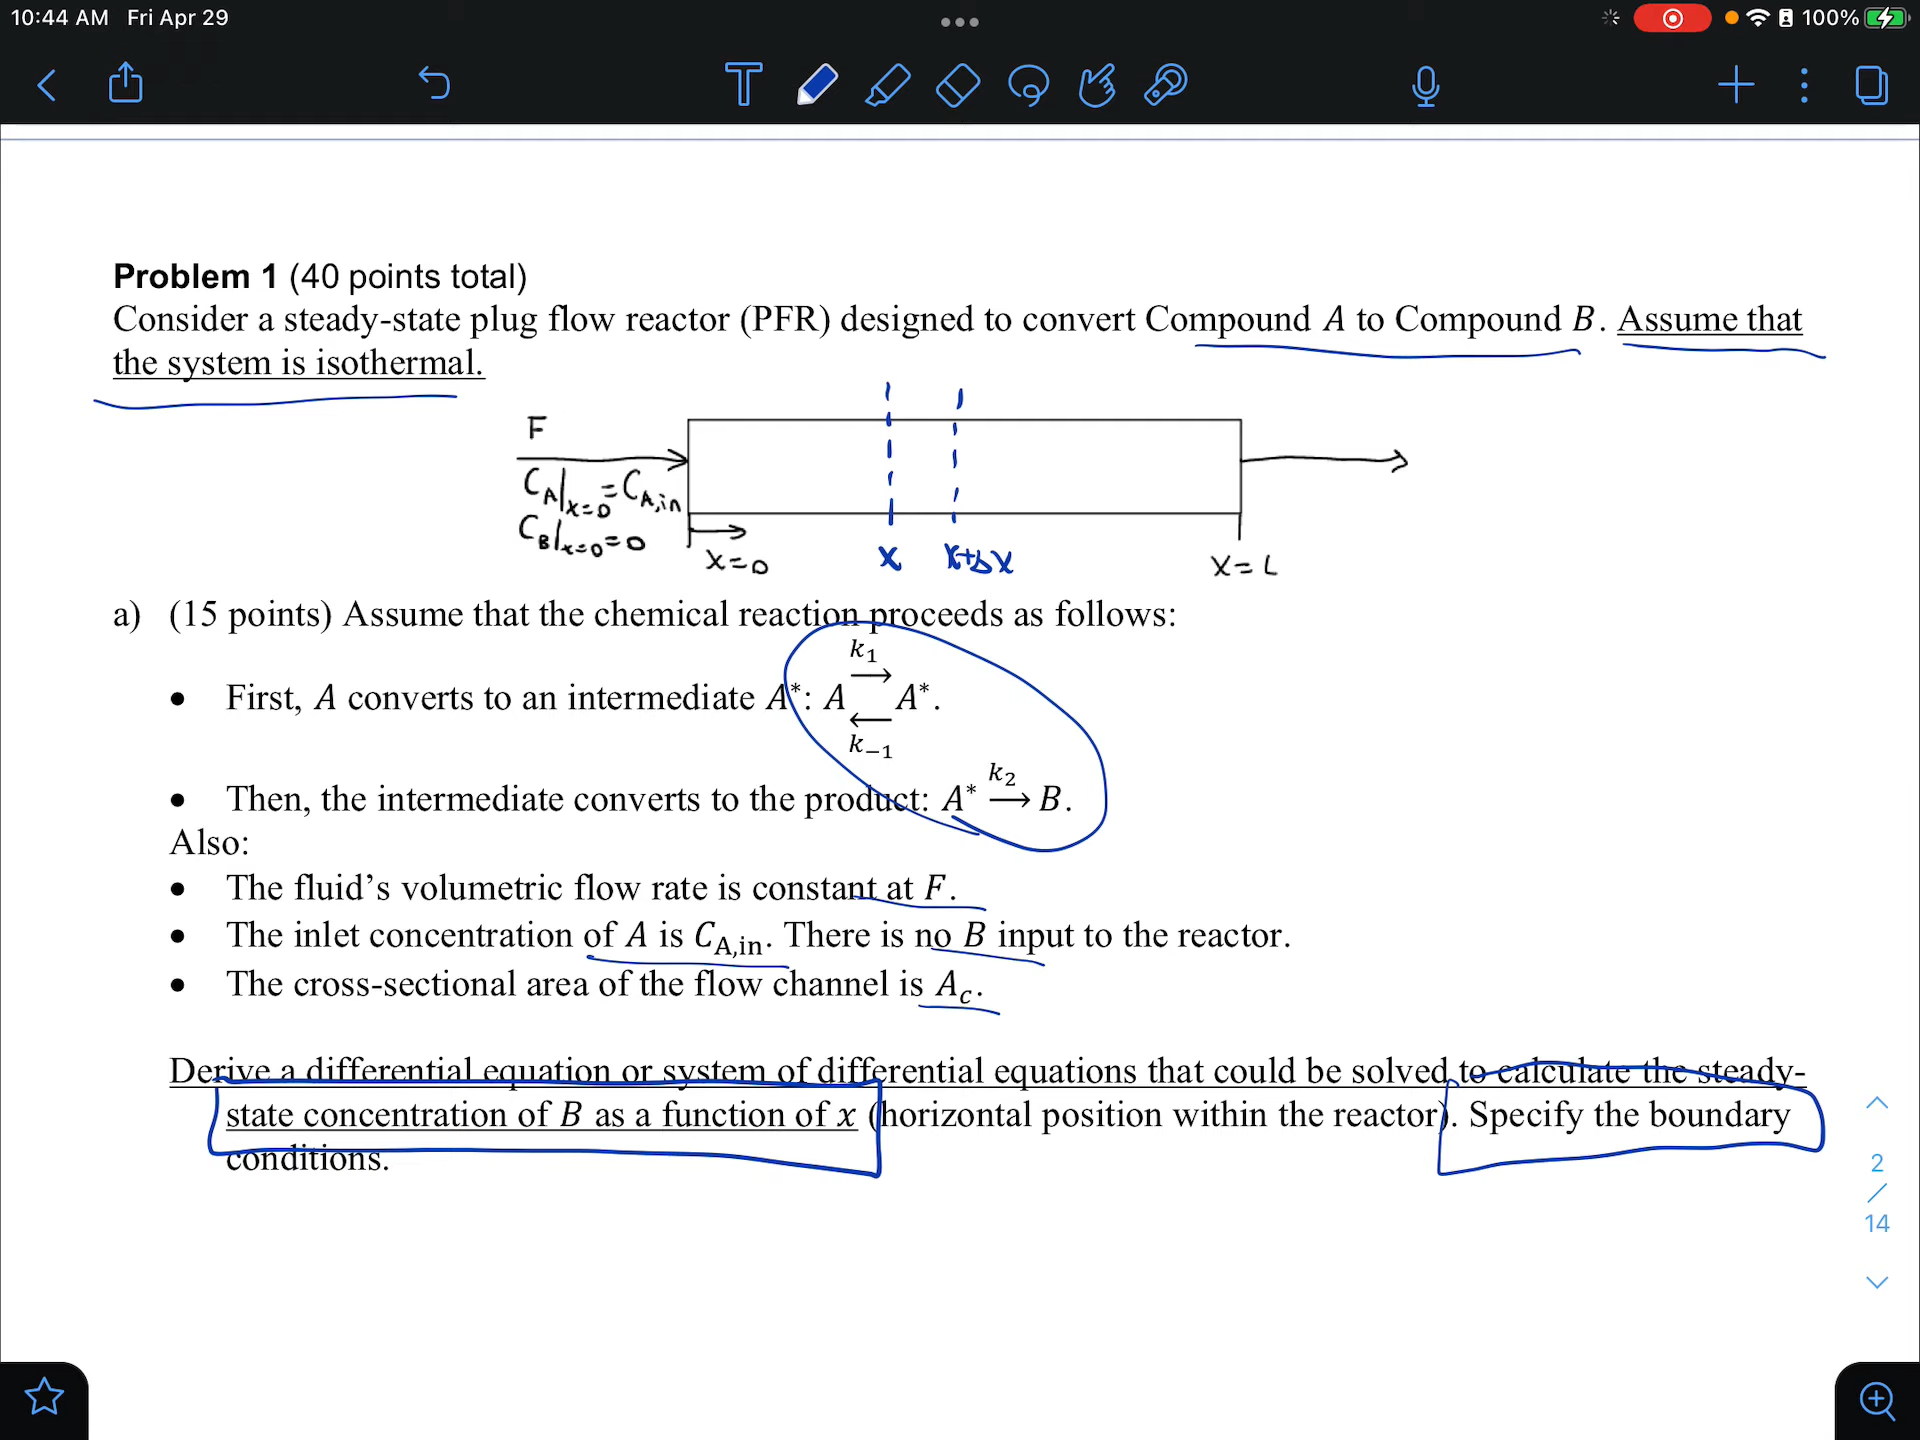 10:44 AM Fri Apr 29
100%
Problem 1 (40 points total)
Consider a steady-state plug flow reactor (PFR) designed to convert Compound A to Compound B. Assume that
the system is isothermal.
F
C_A|x=0 = C_A,in
C_B|x=0 = 0
x=0
x
x+Δx
x=L
a) (15 points) Assume that the chemical reaction proceeds as follows:
k₁
• First, A converts to an intermediate A*: A ⟶ ⟵ A*.
k₋₁
k₂
• Then, the intermediate converts to the product: A* ⟶ B.
Also:
• The fluid’s volumetric flow rate is constant at F.
• The inlet concentration of A is C_A,in. There is no B input to the reactor.
• The cross-sectional area of the flow channel is A_c.
Derive a differential equation or system of differential equations that could be solved to calculate the steady-
state concentration of B as a function of x (horizontal position within the reactor). Specify the boundary
conditions.
2
/
14